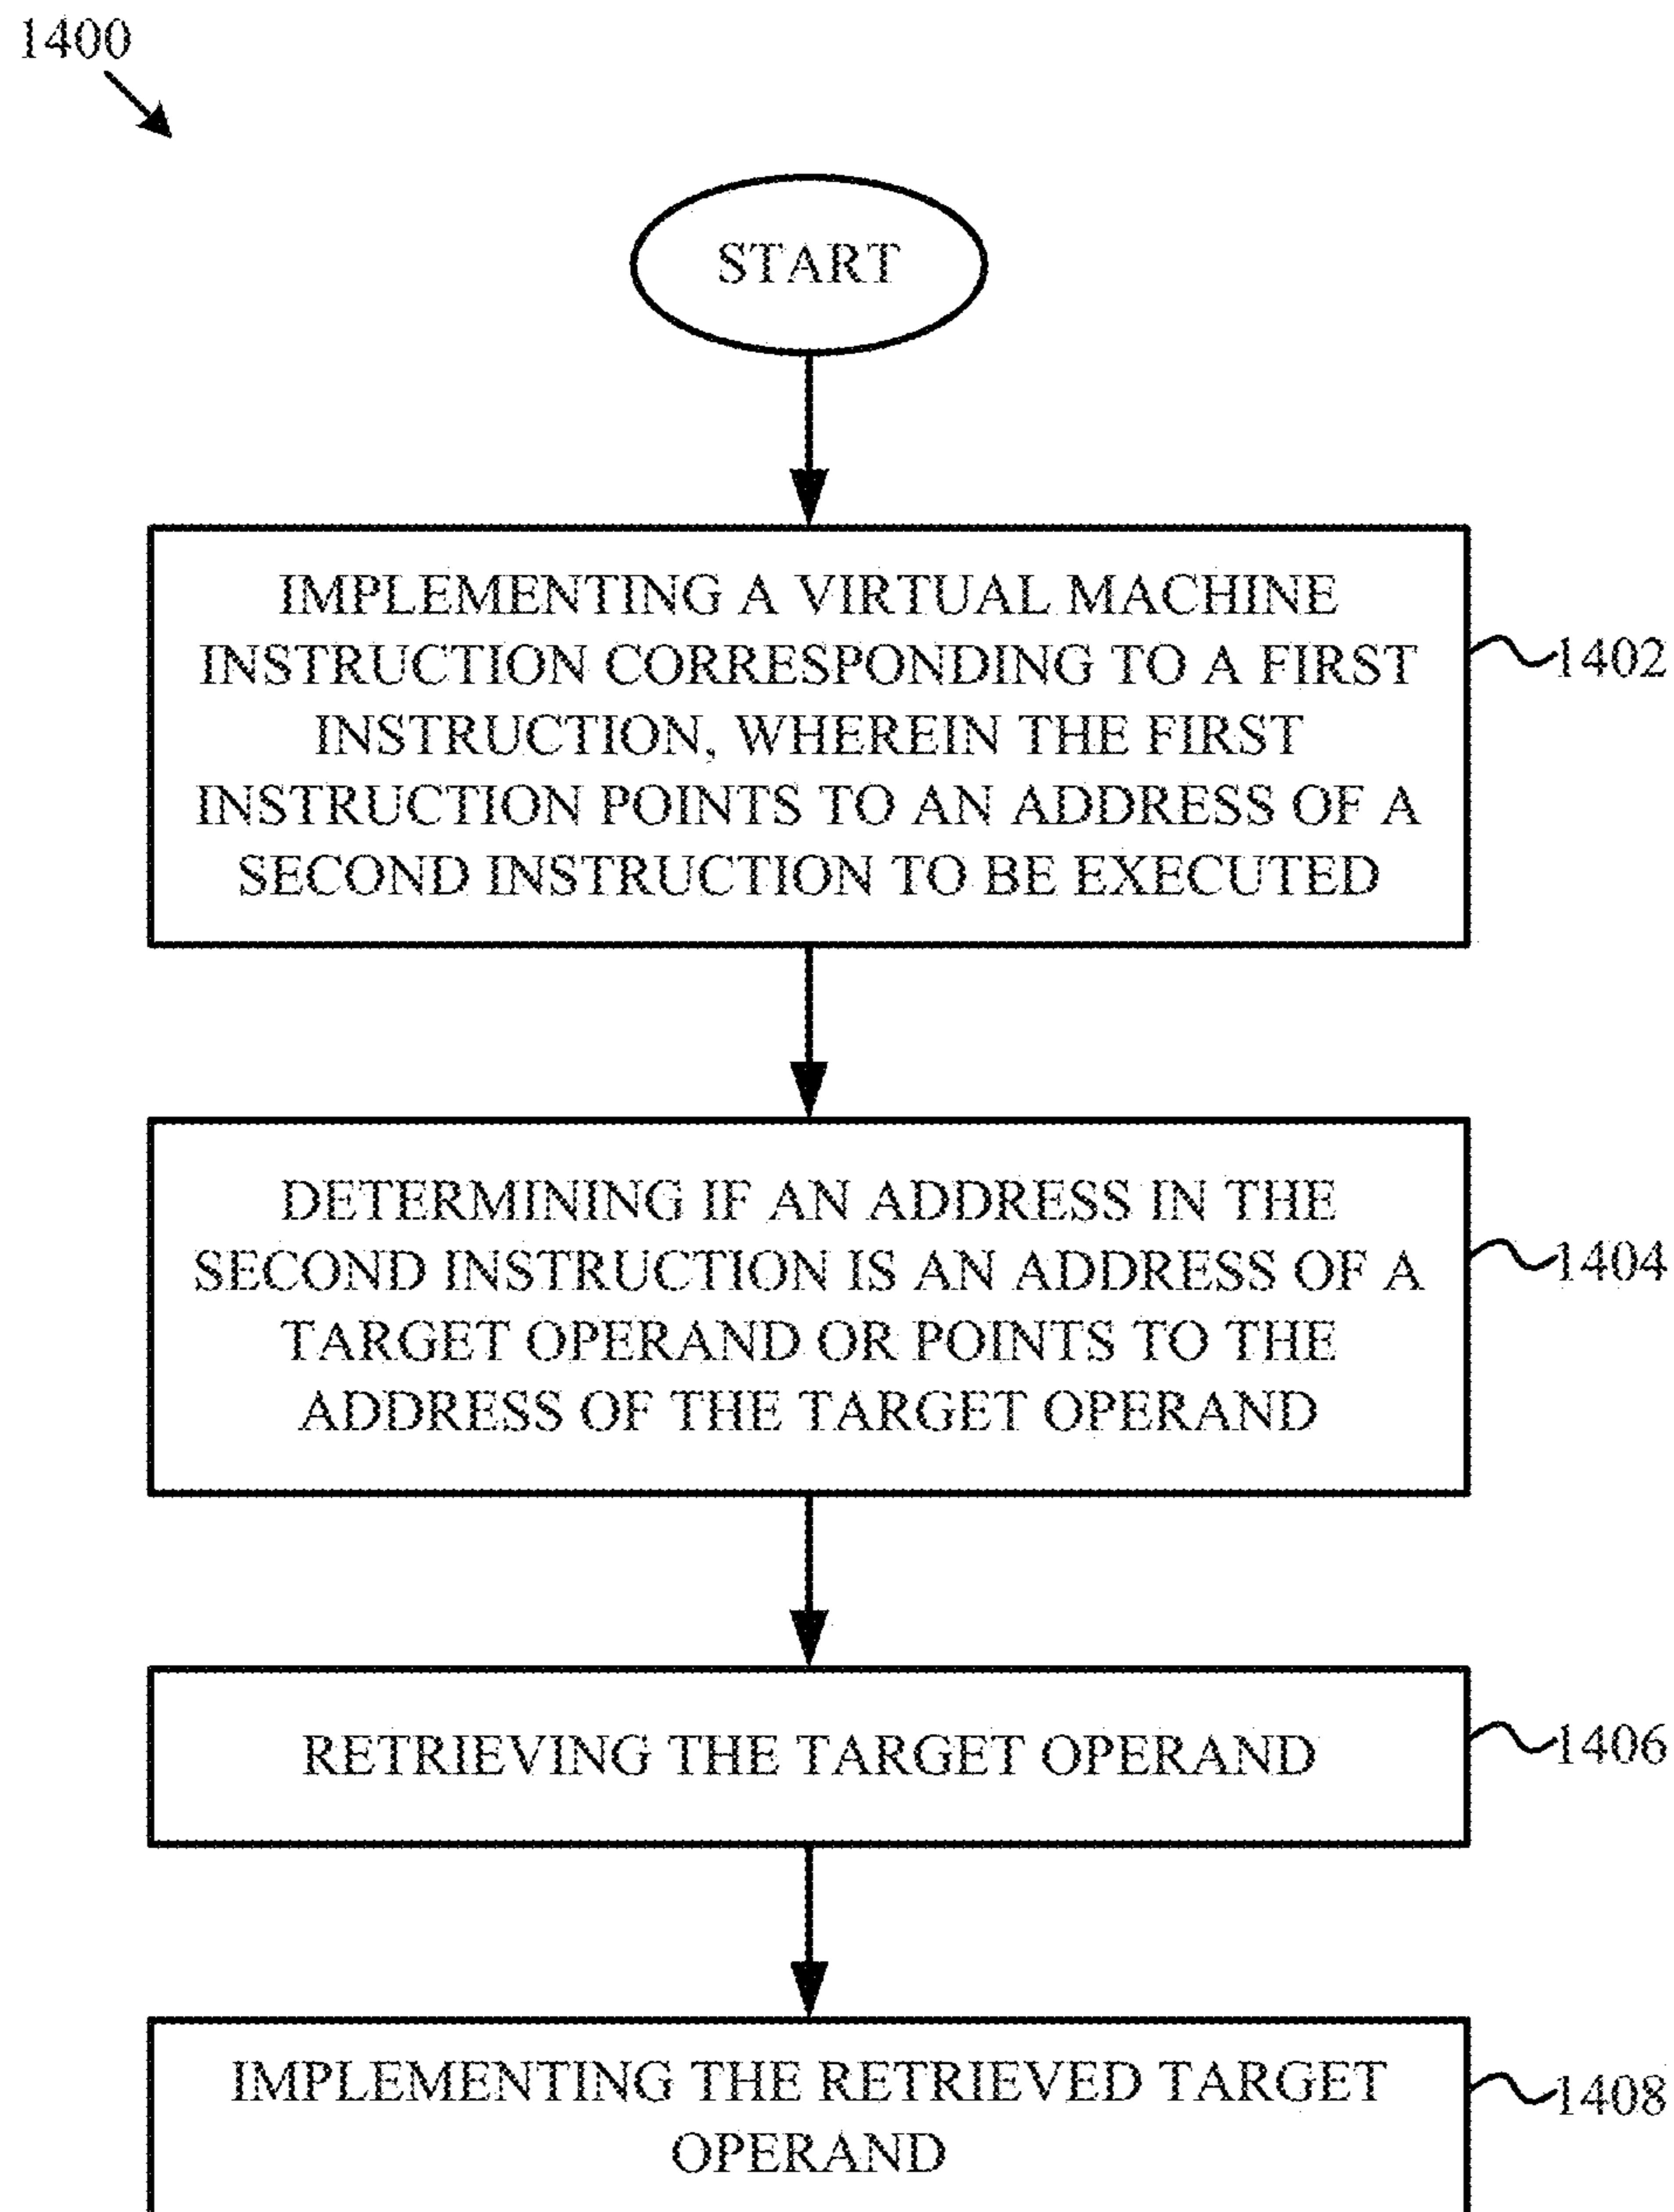 1400
START
IMPLEMENTING A VIRTUAL MACHINE
INSTRUCTION CORRESPONDING TO A FIRST
INSTRUCTION, WHEREIN THE FIRST
INSTRUCTION POINTS TO AN ADDRESS OF A
SECOND INSTRUCTION TO BE EXECUTED
1402
DETERMINING IF AN ADDRESS IN THE
SECOND INSTRUCTION IS AN ADDRESS OF A
TARGET OPERAND OR POINTS TO THE
ADDRESS OF THE TARGET OPERAND
1404
RETRIEVING THE TARGET OPERAND
1406
IMPLEMENTING THE RETRIEVED TARGET
OPERAND
1408